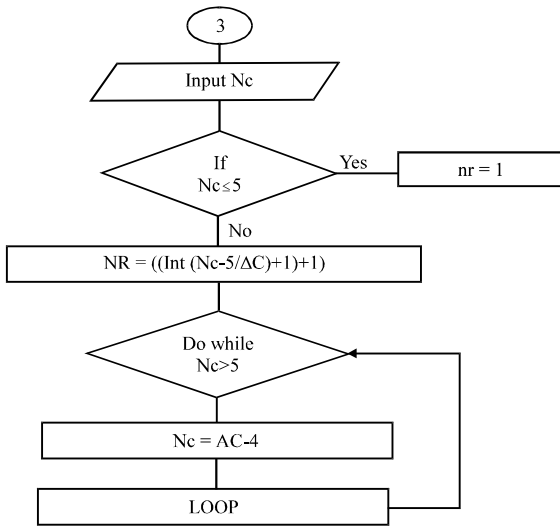 3
Input Nc
If
Nc≤5
Yes
nr = 1
No
NR = ((Int (Nc-5/ΔC)+1)+1)
Do while
Nc>5
Nc = AC-4
LOOP